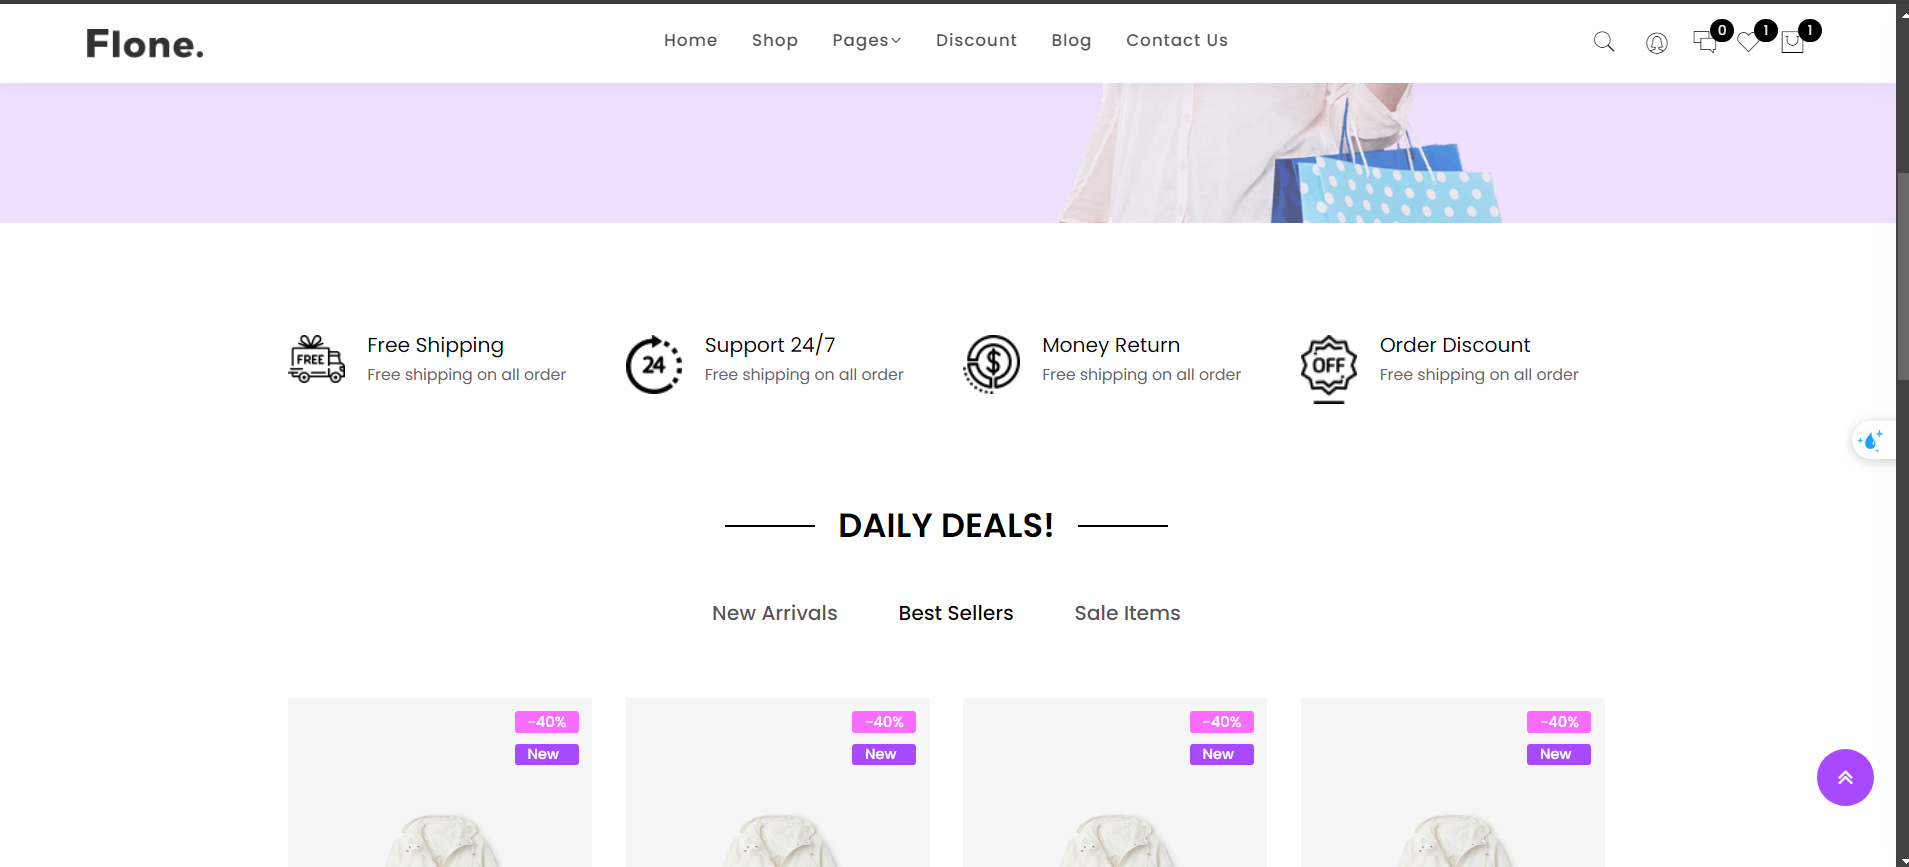 Flone.
Home Shop Pages Discount Blog Contact Us
0 1 1
FREE
Free Shipping
Free shipping on all order
24
Support 24/7
Free shipping on all order
$
Money Return
Free shipping on all order
OFF
Order Discount
Free shipping on all order
DAILY DEALS!
New Arrivals Best Sellers Sale Items
-40% -40% -40% -40%
New New New New